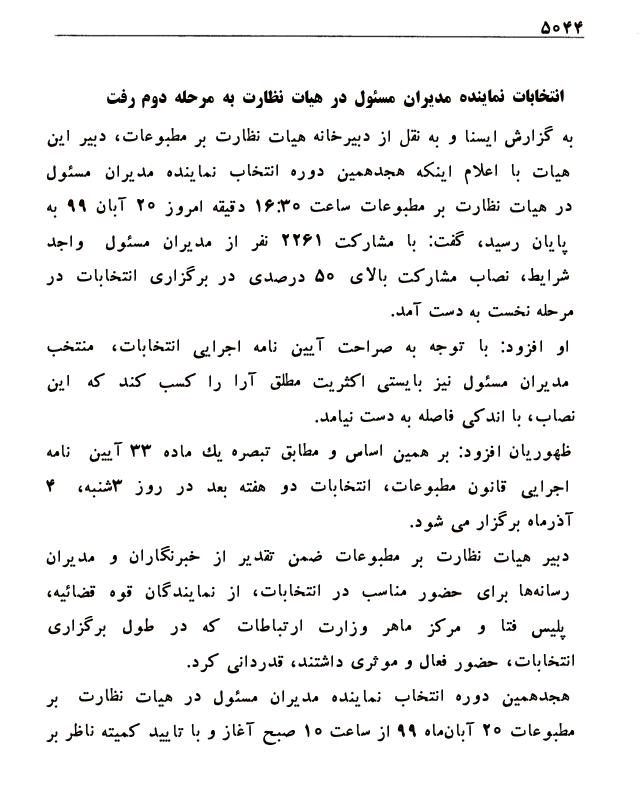 ۵۰۴۴
انتخابات نماینده مدیران مسئول در هیات نظارت به مرحله دوم رفت
به گزارش ایسنا و به نقل از دبیرخانه هیات نظارت بر مطبوعات، دبیر این
هیات با اعلام اینکه هجدهمین دوره انتخاب نماینده مدیران مسئول
در هیات نظارت بر مطبوعات ساعت ۱۶:۳۰ دقیقه امروز ۲۰ آبان ۹۹ به
پایان رسید، گفت: با مشارکت ۲۲۶۱ نفر از مدیران مسئول واجد
شرایط، نصاب مشارکت بالای ۵۰ درصدی در برگزاری انتخابات در
مرحله نخست به دست آمد.
او افزود: با توجه به صراحت آیین نامه اجرایی انتخابات، منتخب
مدیران مسئول نیز بایستی اکثریت مطلق آرا را کسب کند که این
نصاب، با اندکی فاصله به دست نیامد.
ظهوریان افزود: بر همین اساس و مطابق تبصره یك ماده ۳۳ آیین نامه
اجرایی قانون مطبوعات، انتخابات دو هفته بعد در روز ۳شنبه، ۴
آذرماه برگزار می شود.
دبیر هیات نظارت بر مطبوعات ضمن تقدیر از خبرنگاران و مدیران
رسانه‌ها برای حضور مناسب در انتخابات، از نمایندگان قوه قضائیه،
پلیس فتا و مرکز ماهر وزارت ارتباطات که در طول برگزاری
انتخابات، حضور فعال و موثری داشتند، قدردانی کرد.
هجدهمین دوره انتخاب نماینده مدیران مسئول در هیات نظارت بر
مطبوعات ۲۰ آبان‌ماه ۹۹ از ساعت ۱۰ صبح آغاز و با تایید کمیته ناظر بر